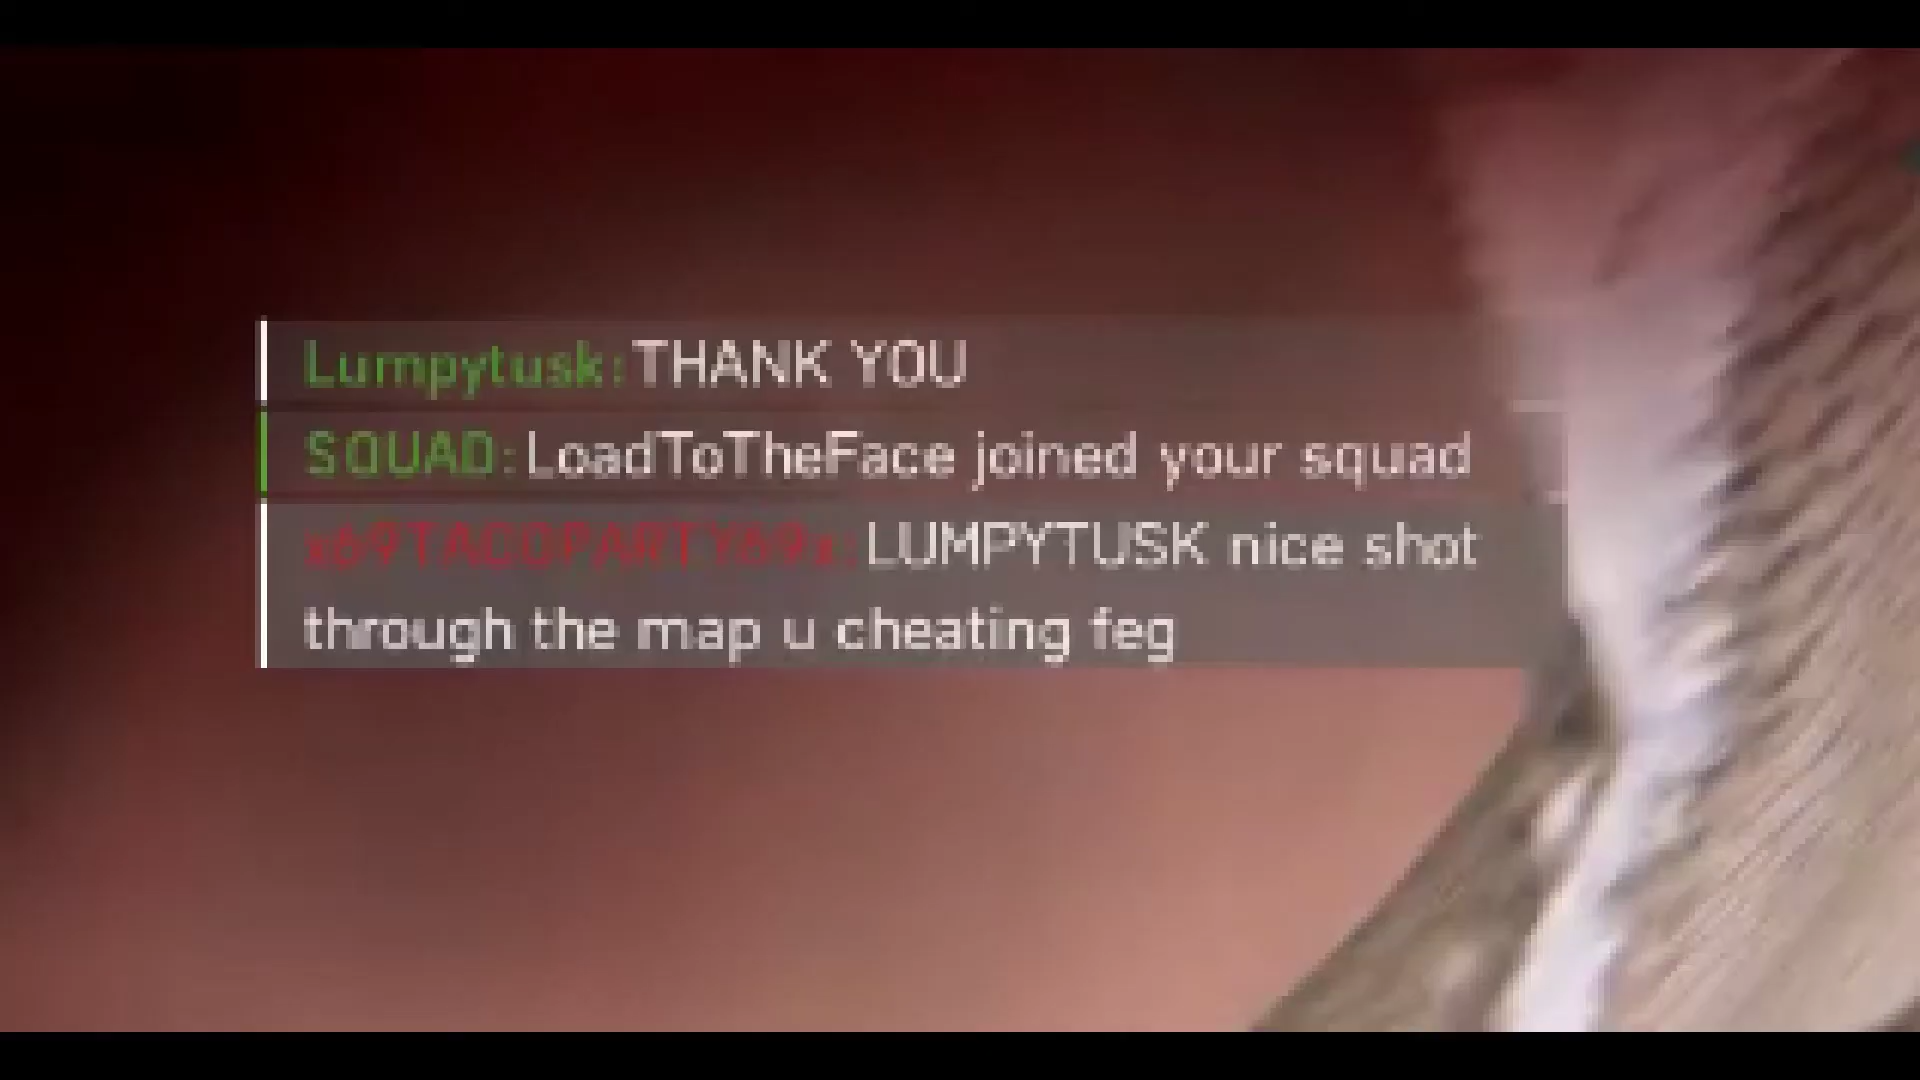 Lumpytusk: THANK YOU
SQUAD: LoadToTheFace joined your squad
x69TACOPARTY69x: LUMPYTUSK nice shot
through the map u cheating feg